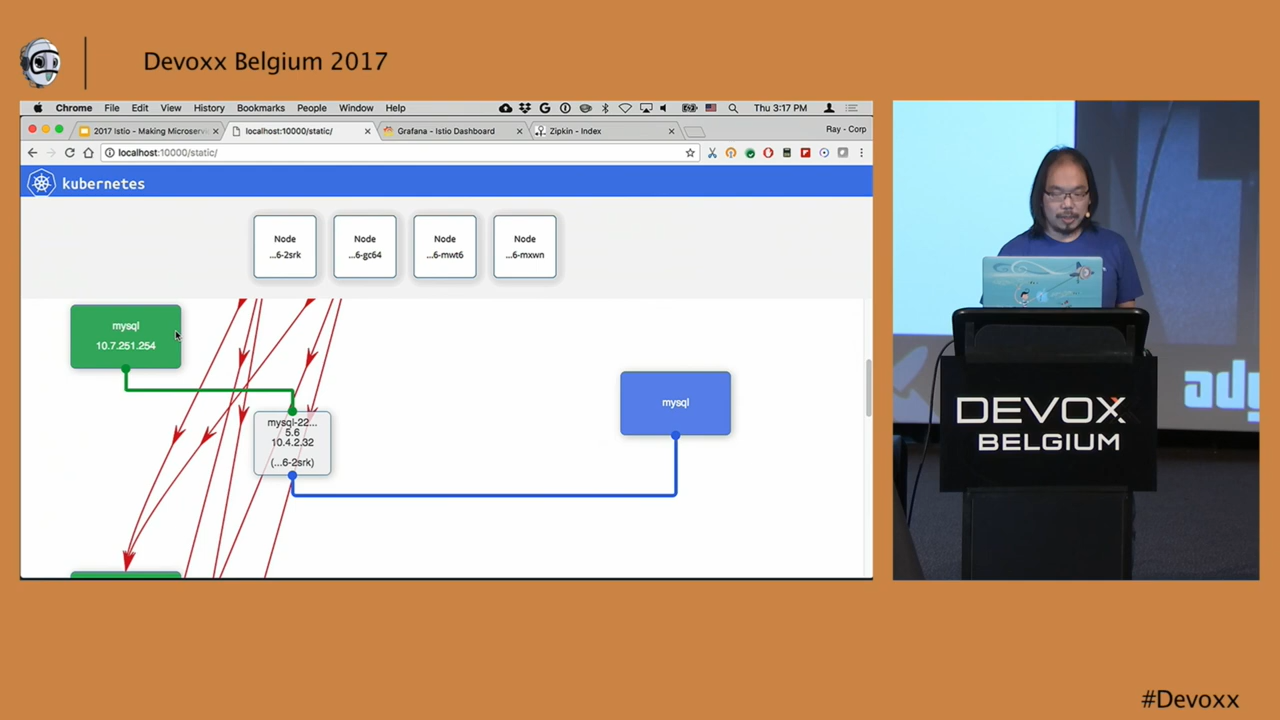 Devoxx Belgium 2017
Chrome File Edit View History Bookmarks People Window Help Thu 3:17 PM
2017 Istio - Making Microservic
localhost:10000/static/
Grafana - Istio Dashboard
Zipkin - Index
Ray - Corp
localhost:10000/static/
kubernetes
Node
...6-2srk
Node
...6-gc64
Node
...6-mwt6
Node
...6-mxwn
mysql
10.7.251.254
mysql-22...
5.6
10.4.2.32
(...6-2srk)
mysql
DEVOX
BELGIUM
ady
#Devoxx